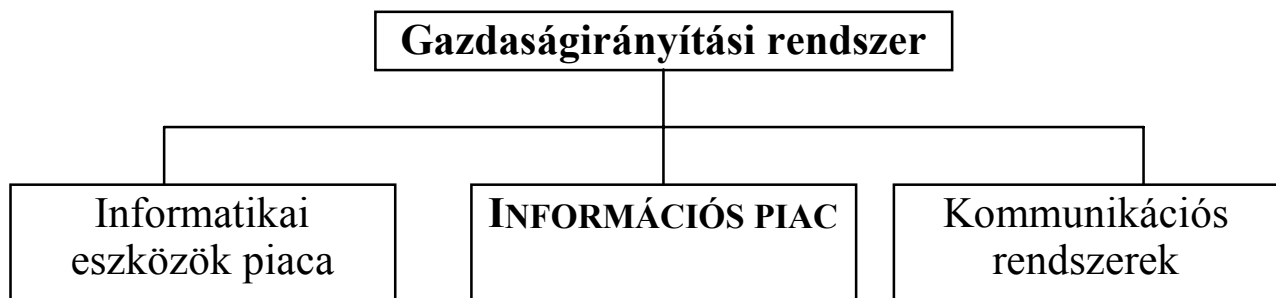 Gazdaságirányítási rendszer
Informatikai
eszközök piaca
INFORMÁCIÓS PIAC
Kommunikációs
rendszerek